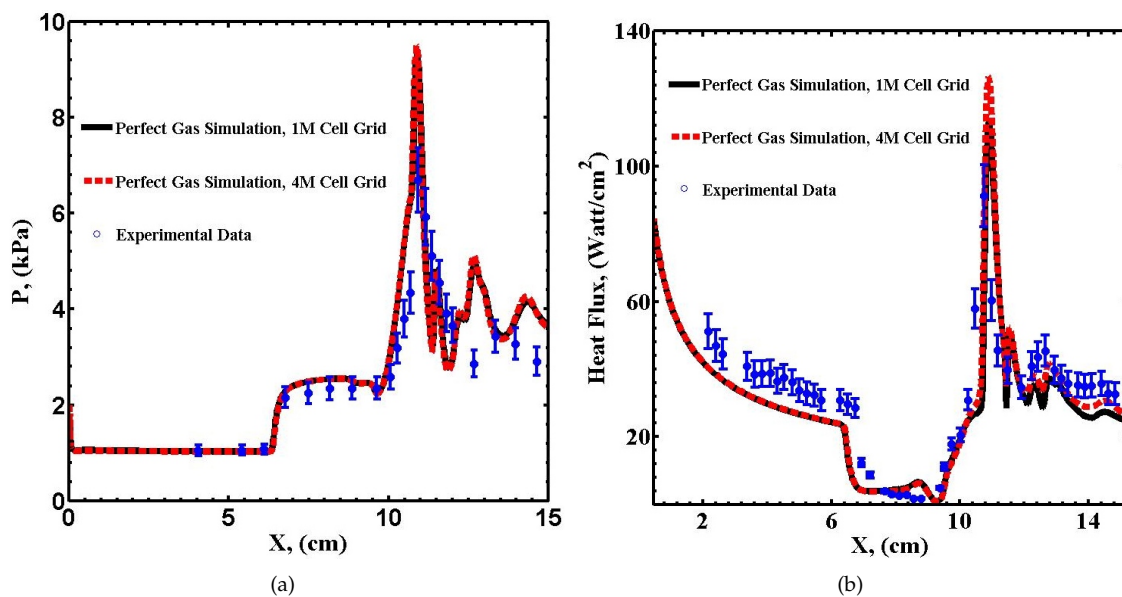 10
8
6
4
2
0
0
5
10
15
P, (kPa)
X, (cm)
Perfect Gas Simulation, 1M Cell Grid
Perfect Gas Simulation, 4M Cell Grid
Experimental Data
(a)
140
100
60
20
2
6
10
14
Heat Flux, (Watt/cm²)
X, (cm)
Perfect Gas Simulation, 1M Cell Grid
Perfect Gas Simulation, 4M Cell Grid
Experimental Data
(b)